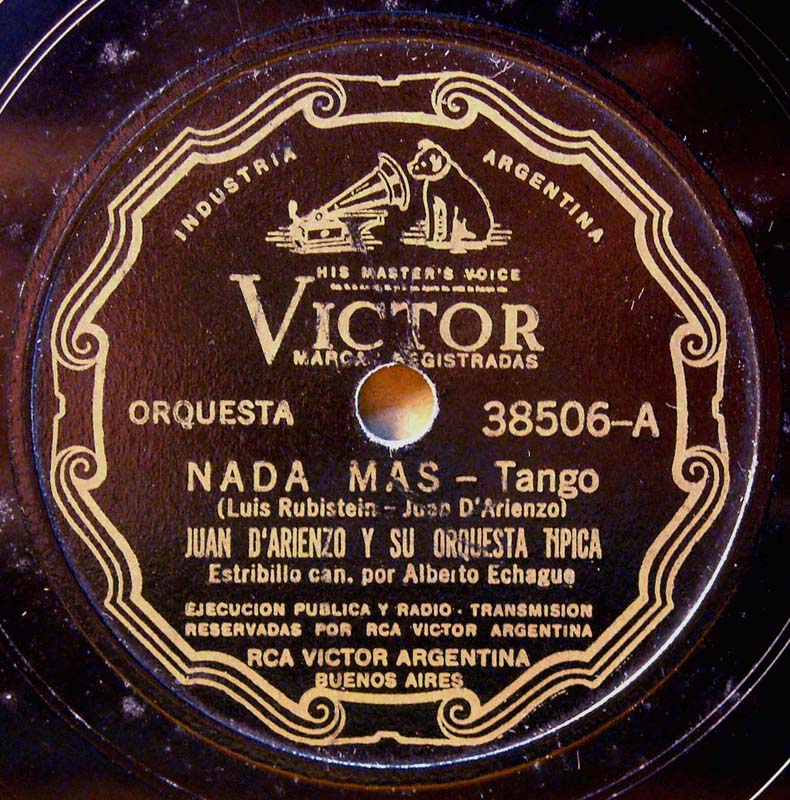 INDUSTRIA ARGENTINA
HIS MASTER'S VOICE
VICTOR
MARCAS REGISTRADAS
ORQUESTA 38506-A
NADA MAS - Tango
(Luis Rubistein - Juan D'Arienzo)
JUAN D'ARIENZO Y SU ORQUESTA TIPICA
Estribillo can. por Alberto Echague
EJECUCION PUBLICA Y RADIO - TRANSMISION
RESERVADAS POR RCA VICTOR ARGENTINA
RCA VICTOR ARGENTINA
BUENOS AIRES